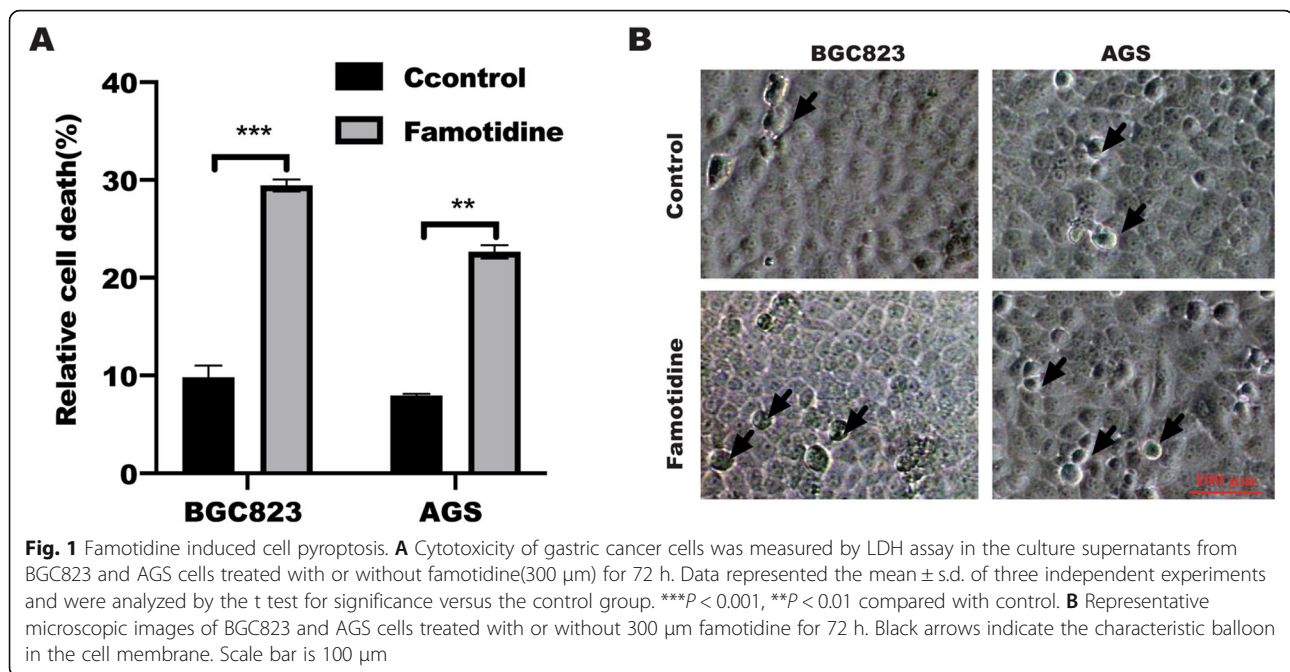 A
B
BGC823
AGS
Ccontrol
Famotidine
***
**
Relative cell death(%)
40
30
20
10
0
BGC823
AGS
Control
Famotidine
100 μm
Fig. 1 Famotidine induced cell pyroptosis. A Cytotoxicity of gastric cancer cells was measured by LDH assay in the culture supernatants from
BGC823 and AGS cells treated with or without famotidine(300 μm) for 72 h. Data represented the mean ± s.d. of three independent experiments
and were analyzed by the t test for significance versus the control group. ***P < 0.001, **P < 0.01 compared with control. B Representative
microscopic images of BGC823 and AGS cells treated with or without 300 μm famotidine for 72 h. Black arrows indicate the characteristic balloon
in the cell membrane. Scale bar is 100 μm